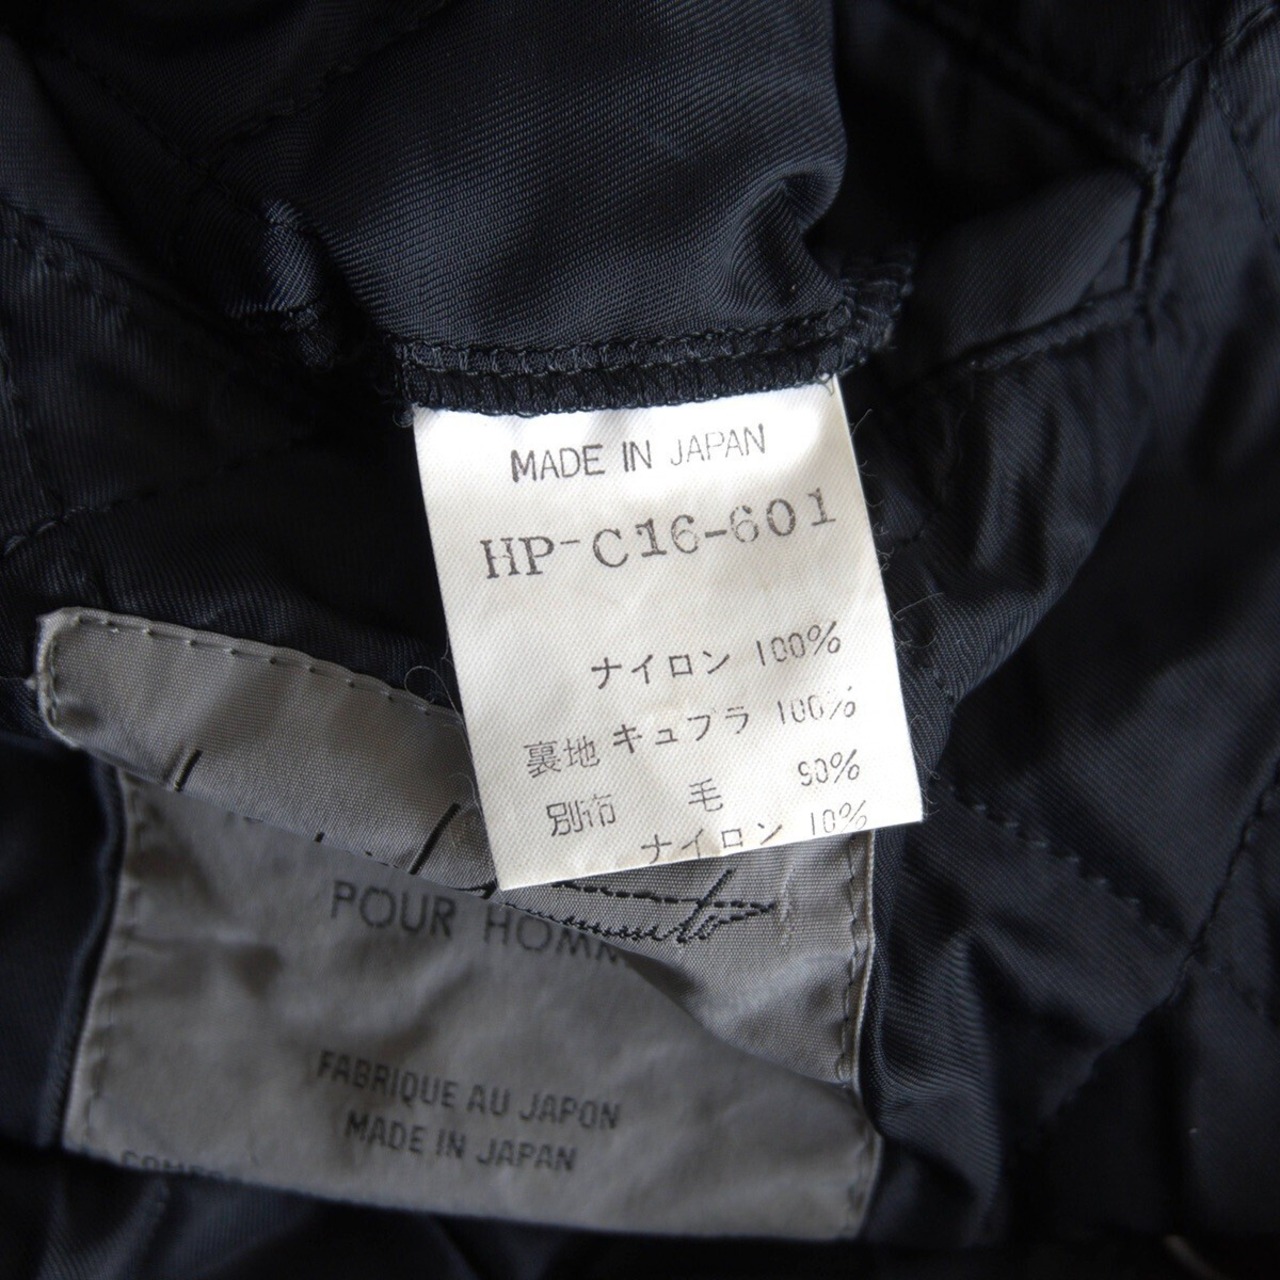 MADE IN JAPAN
HP-C16-601
ナイロン 100%
裏地 キュプラ 100%
別布 毛 90%
ナイロン 10%
POUR HOMM
FABRIQUE AU JAPON
MADE IN JAPAN